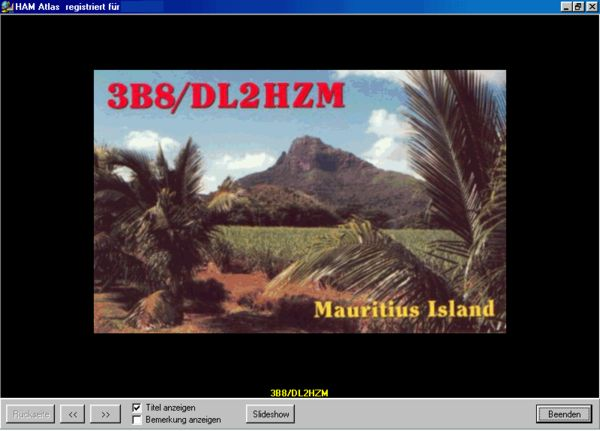 HAM Atlas registriert für
3B8/DL2HZM
Mauritius Island
3B8/DL2HZM
Rückseite
<<
>>
Titel anzeigen
Bemerkung anzeigen
Slideshow
Beenden